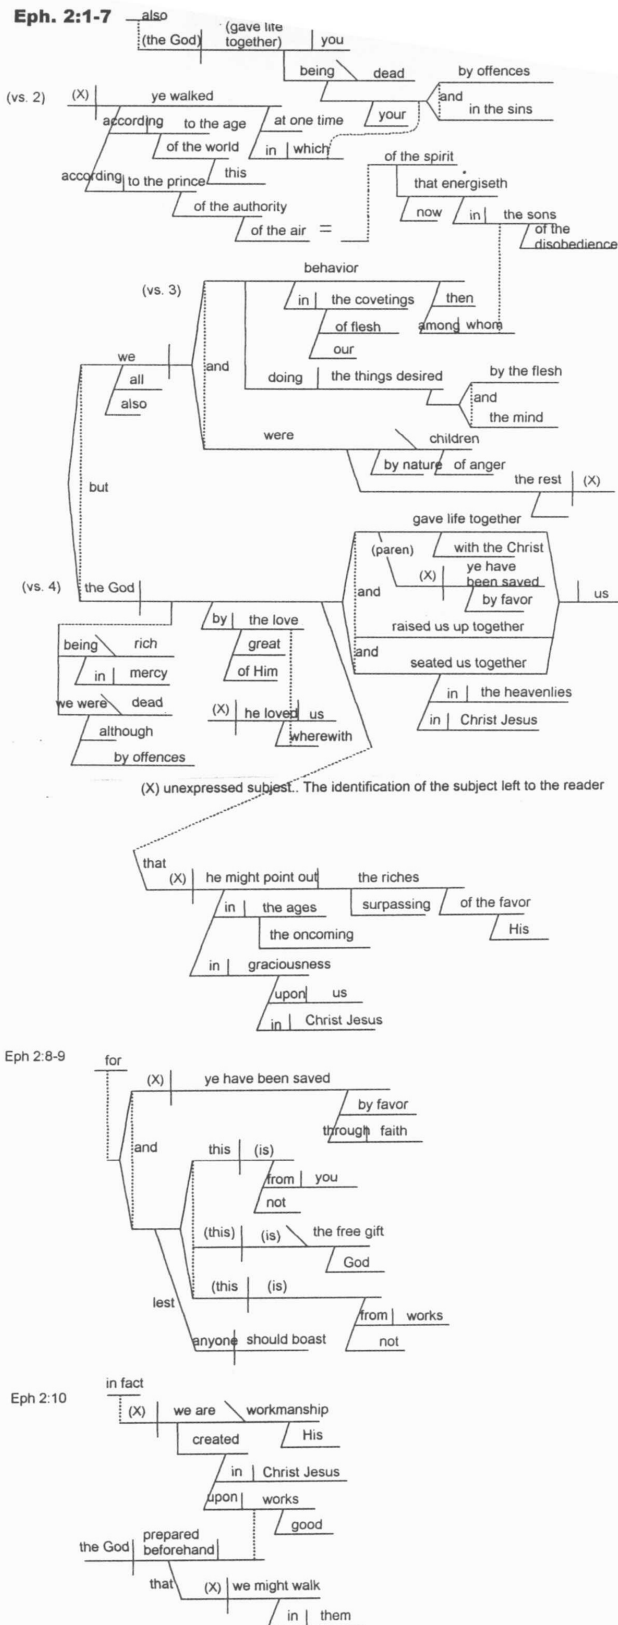 Eph. 2:1-7
also
(the God) (gave life together) you
being dead by offences
and
(vs. 2) (X) ye walked your in the sins
according to the age at one time
of the world in which
this
of the spirit
that energiseth
according to the prince now in the sons
of the authority of the
of the air = disobedience
behavior
(vs. 3)
in the covetings then
of flesh among whom
our
we and
all doing the things desired by the flesh
also and
the mind
were children
by nature of anger
but the rest (X)
gave life together
(paren) with the Christ
(X) ye have
been saved
(vs. 4) the God and us
by the love by favor
being rich great raised us up together
in mercy of Him and
seated us together
we were dead (X) he loved us in the heavenlies
although wherewith in Christ Jesus
by offences
(X) unexpressed subjest.. The identification of the subject left to the reader
that
(X) he might point out the riches
in the ages surpassing of the favor
the oncoming His
in graciousness
upon us
in Christ Jesus
Eph 2:8-9
for
(X) ye have been saved
by favor
through faith
and
this (is)
from you
not
(this) (is) the free gift
God
(this (is)
lest from works
anyone should boast not
Eph 2:10
in fact
(X) we are workmanship
created His
in Christ Jesus
upon works
good
the God prepared
beforehand
that (X) we might walk
in them